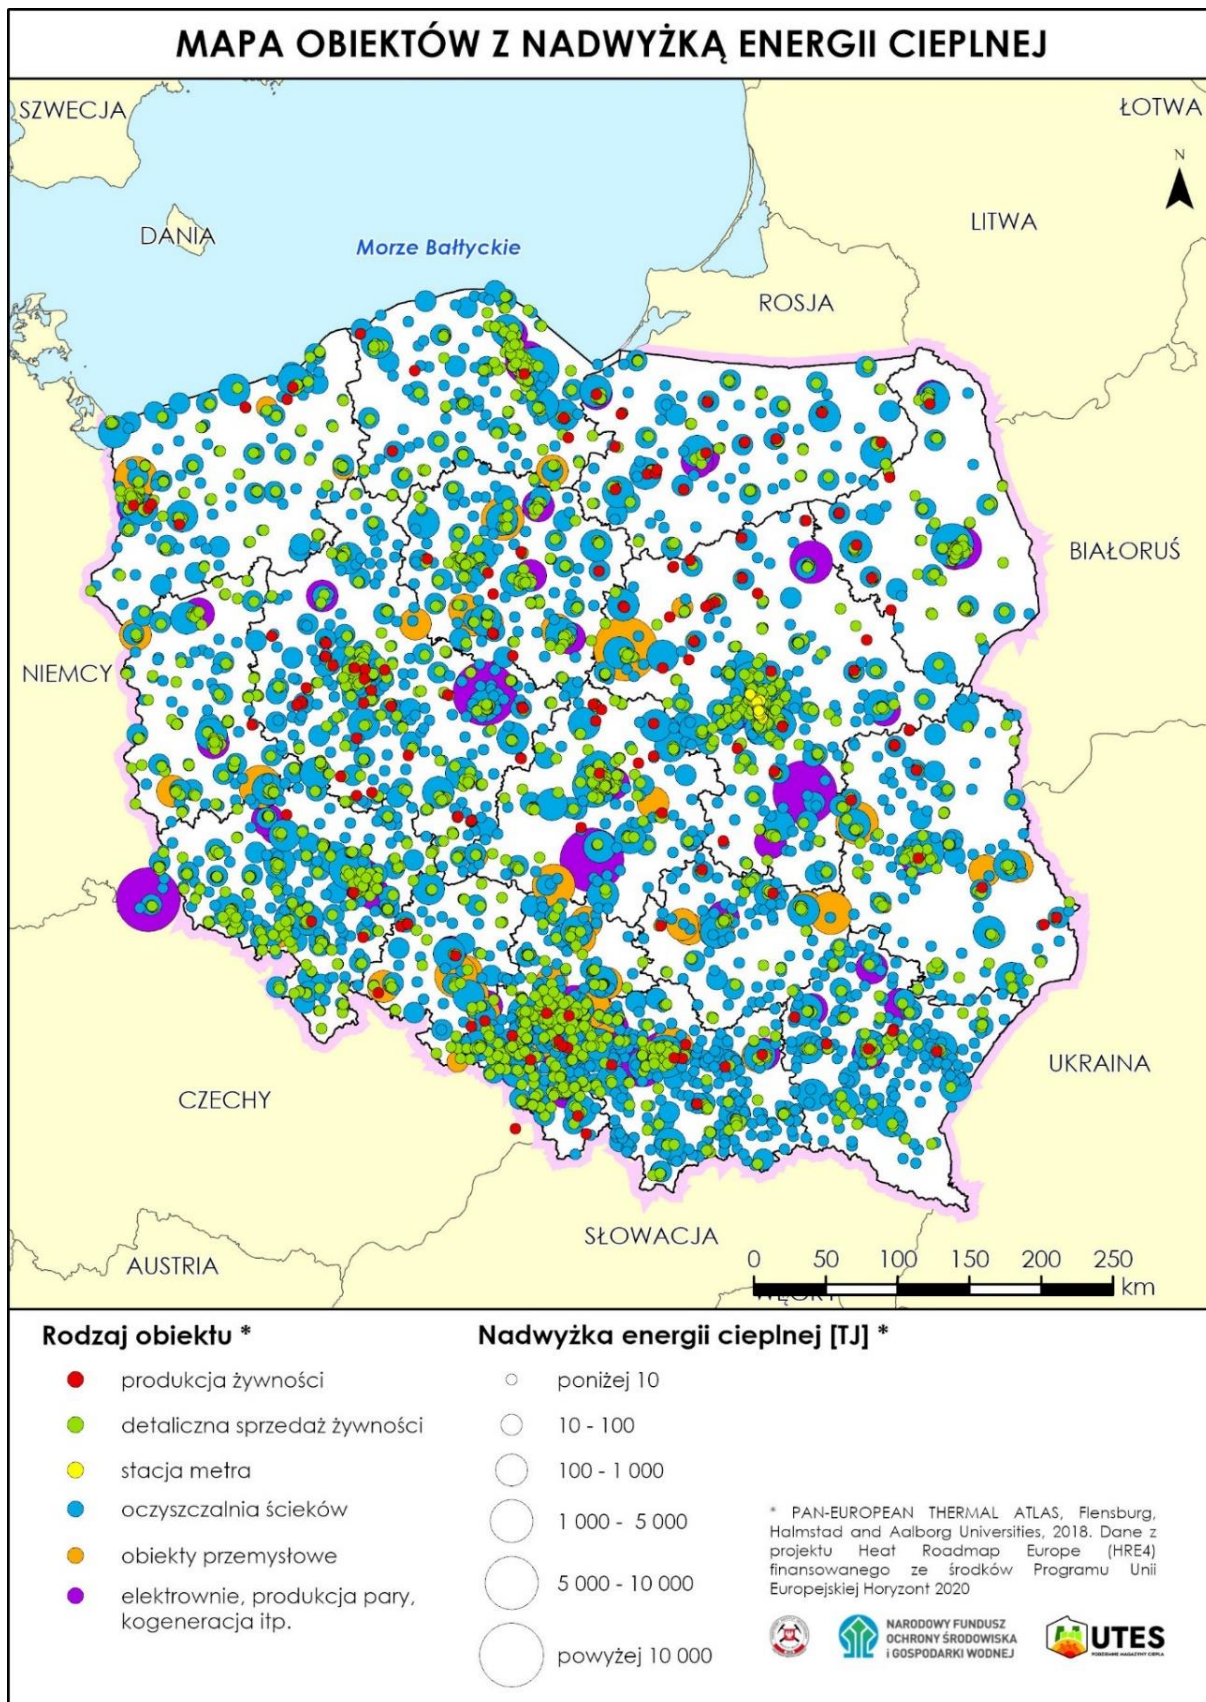 MAPA OBIEKTÓW Z NADWYŻKĄ ENERGII CIEPLNEJ
SZWECJA
ŁOTWA
N
DANIA
LITWA
Morze Bałtyckie
ROSJA
BIAŁORUŚ
NIEMCY
UKRAINA
CZECHY
SŁOWACJA
AUSTRIA
0 50 100 150 200 250
km
WĘGRY
Rodzaj obiektu *
produkcja żywności
detaliczna sprzedaż żywności
stacja metra
oczyszczalnia ścieków
obiekty przemysłowe
elektrownie, produkcja pary,
kogeneracja itp.
Nadwyżka energii cieplnej [TJ] *
poniżej 10
10 - 100
100 - 1 000
1 000 - 5 000
5 000 - 10 000
powyżej 10 000
* PAN-EUROPEAN THERMAL ATLAS, Flensburg,
Halmstad and Aalborg Universities, 2018. Dane z
projektu Heat Roadmap Europe (HRE4)
finansowanego ze środków Programu Unii
Europejskiej Horyzont 2020
NARODOWY FUNDUSZ
OCHRONY ŚRODOWISKA
i GOSPODARKI WODNEJ
UTES
PODZIEMNE MAGAZYNY CIEPŁA